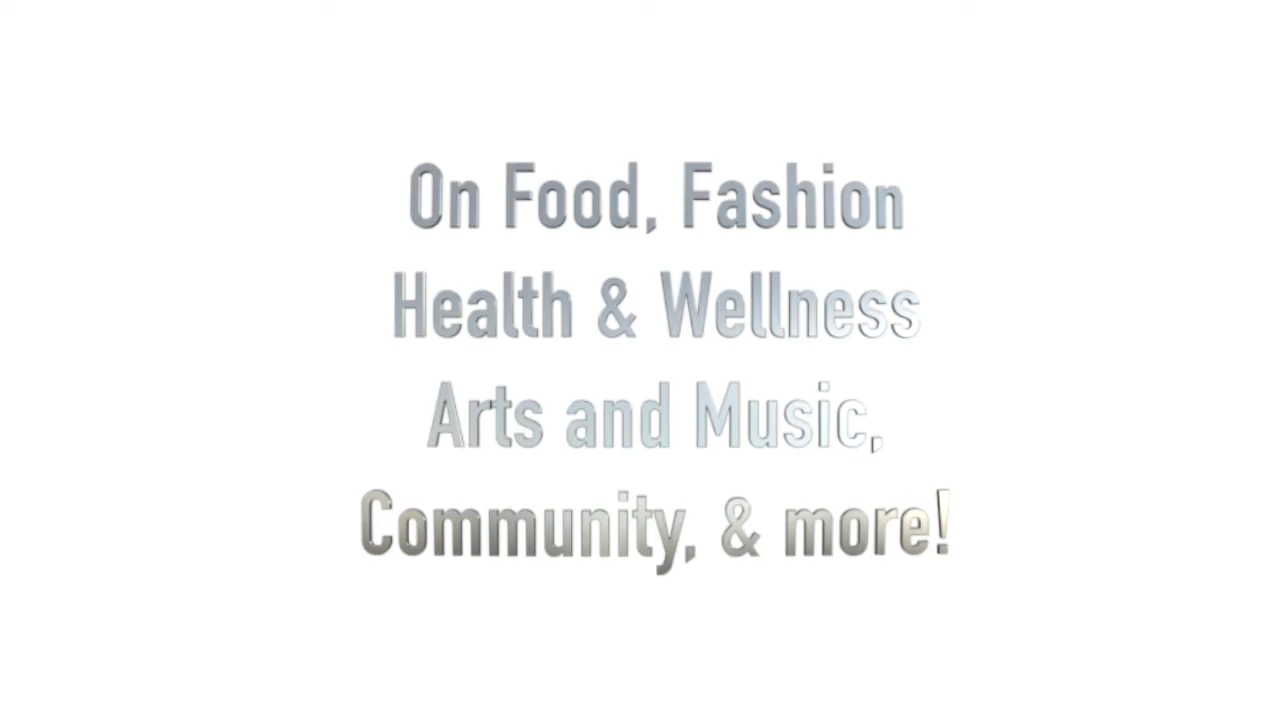 On Food, Fashion
Health & Wellness
Arts and Music,
Community, & more!